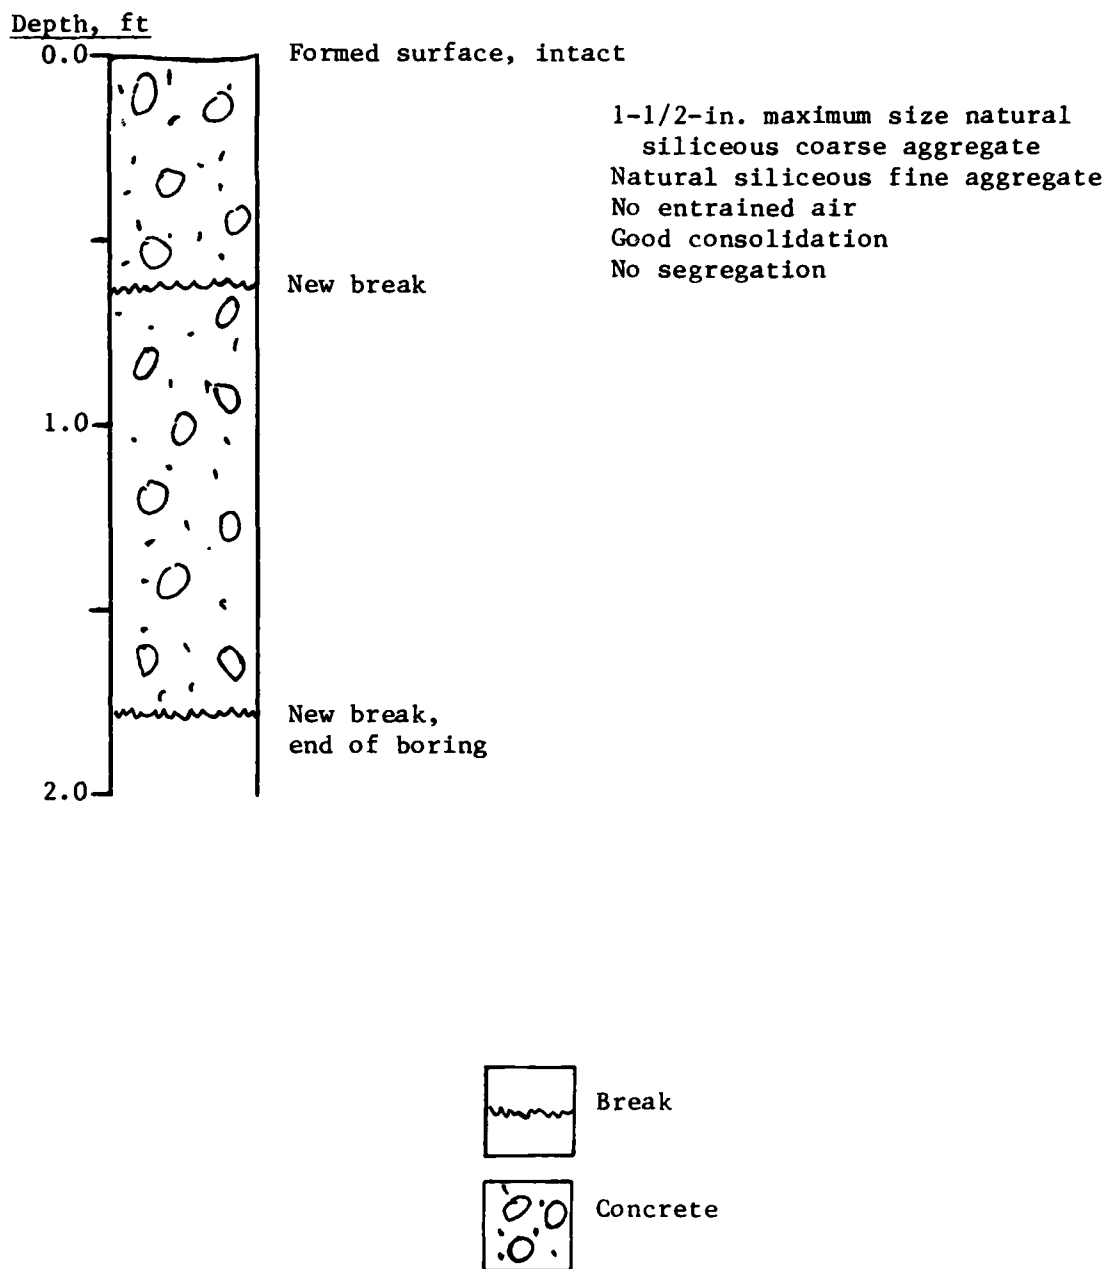 Depth, ft
0.0
Formed surface, intact
1-1/2-in. maximum size natural
siliceous coarse aggregate
Natural siliceous fine aggregate
No entrained air
Good consolidation
No segregation
New break
1.0
New break,
end of boring
2.0
Break
Concrete